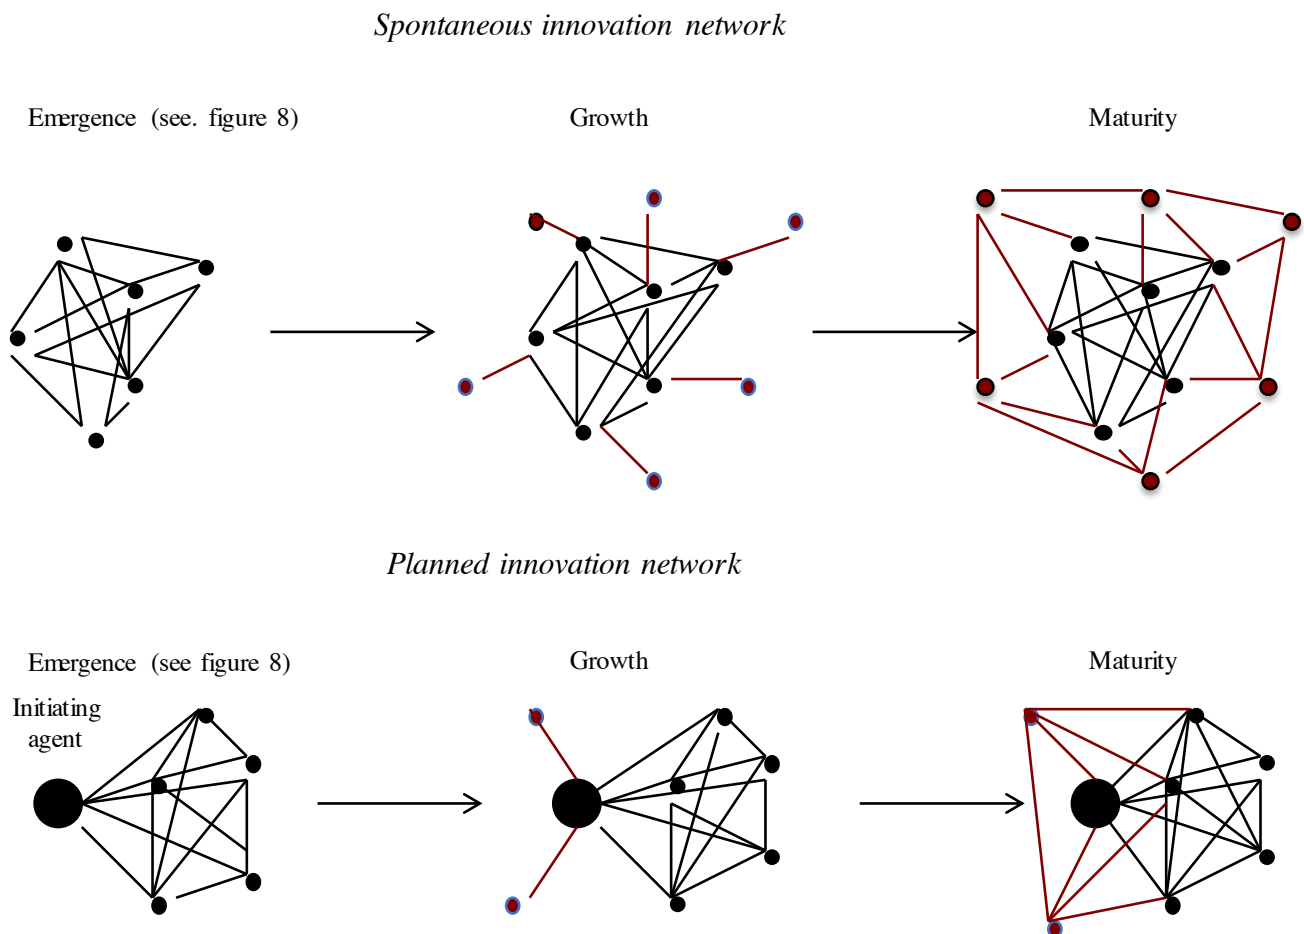 Spontaneous innovation network
Emergence (see. figure 8)
Growth
Maturity
Planned innovation network
Emergence (see figure 8)
Growth
Maturity
Initiating
agent